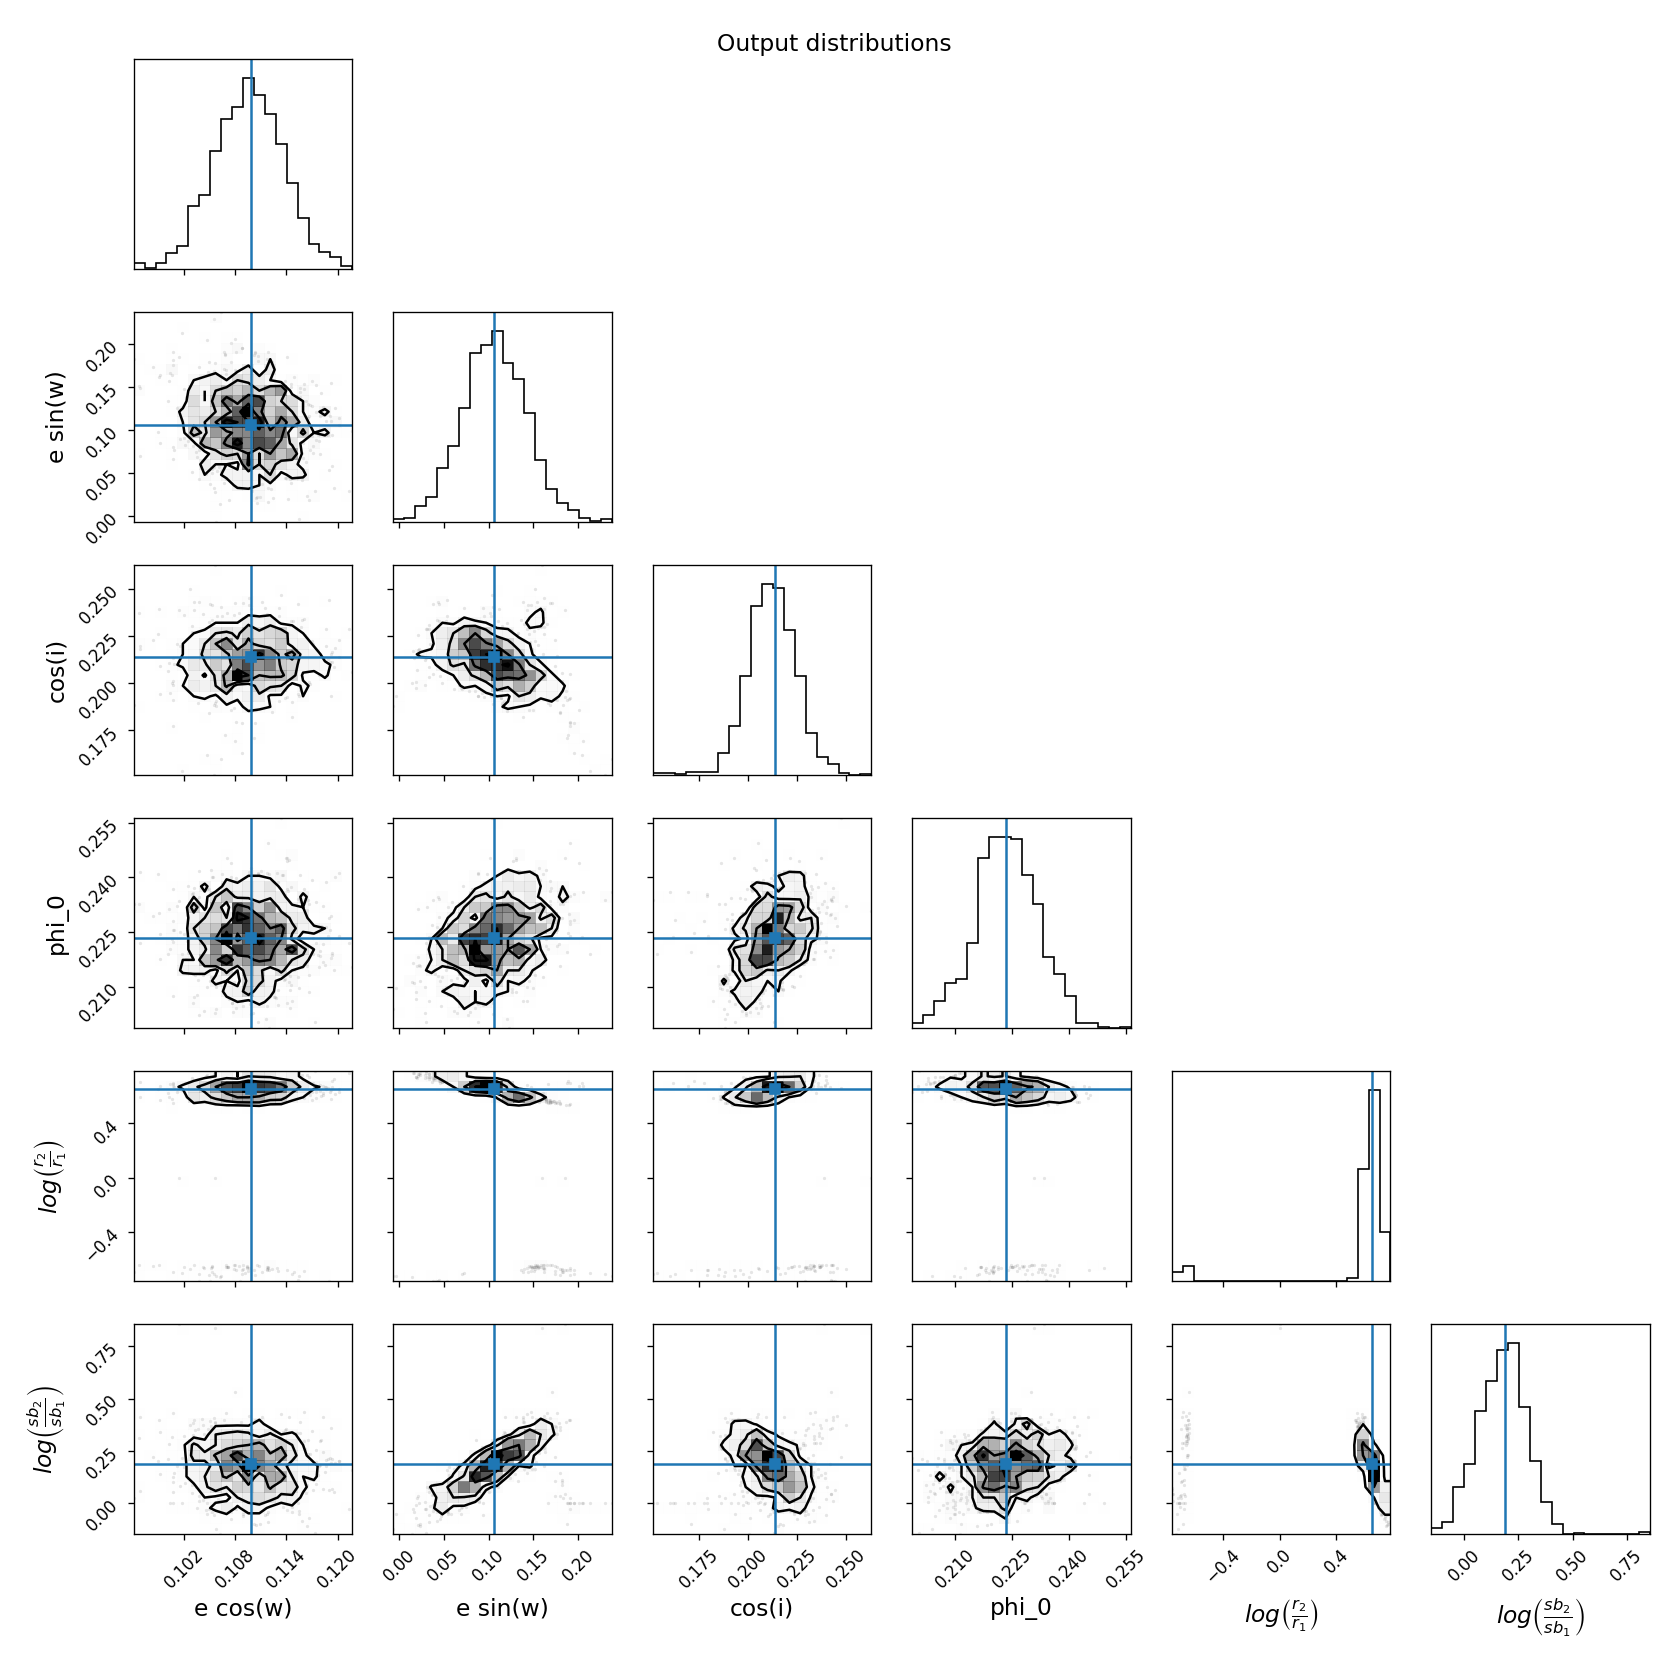 Output distributions
e sin(w)
0.20
0.15
0.10
0.05
0.00
cos(i)
0.250
0.225
0.200
0.175
phi_0
0.255
0.240
0.225
0.210
log(r2/r1)
0.4
0.0
−0.4
log(sb2/sb1)
0.75
0.50
0.25
0.00
0.102 0.108 0.114 0.120 0.00 0.05 0.10 0.15 0.20 0.175 0.200 0.225 0.250 0.210 0.225 0.240 0.255 −0.4 0.0 0.4 0.00 0.25 0.50 0.75
e cos(w) e sin(w) cos(i) phi_0 log(r2/r1) log(sb2/sb1)